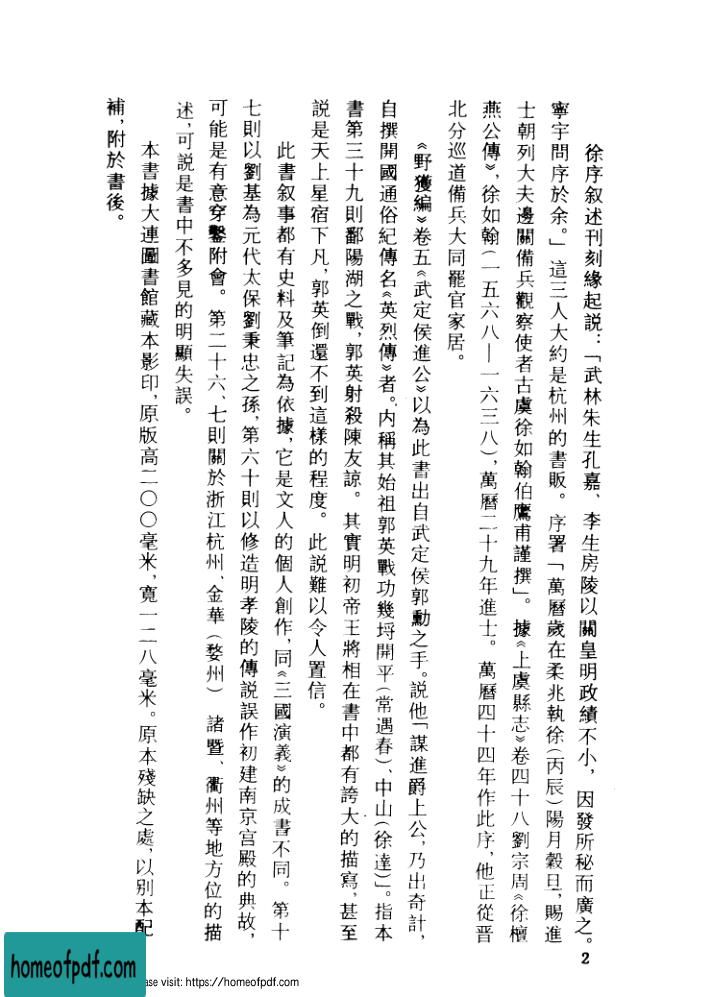 徐序叙述刊刻緣起説：「武林朱生孔嘉、李生房陵以關皇明政績不小，因發所秘而廣之。
寧宇問序於余。」這三人大約是杭州的書販。序署「萬曆歲在柔兆執徐（丙辰）陽月穀旦，賜進
士朝列大夫邊關備兵觀察使者古虞徐如翰伯鷹甫謹撰」。據《上虞縣志》卷四十八劉宗周《徐檀
燕公傳》，徐如翰（一五六八—一六三八），萬曆二十九年進士。萬曆四十四年作此序，他正從晉
北分巡道備兵大同罷官家居。
《野獲編》卷五《武定侯進公》以為此書出自武定侯郭勳之手。説他「謀進爵上公，乃出奇計，
自撰開國通俗紀傳名《英烈傳》者。内稱其始祖郭英戰功幾埒開平（常遇春）、中山（徐達）」。指本
書第三十九則鄱陽湖之戰，郭英射殺陳友諒。其實明初帝王將相在書中都有誇大的描寫，甚至
説是天上星宿下凡，郭英倒還不到這樣的程度。此説難以令人置信。
此書叙事都有史料及筆記為依據，它是文人的個人創作，同《三國演義》的成書不同。第十
七則以劉基為元代太保劉秉忠之孫，第六十則以修造明孝陵的傳説誤作初建南京宫殿的典故，
可能是有意穿鑿附會。第二十六、七則關於浙江杭州、金華（婺州）諸暨、衢州等地方位的描
述，可説是書中不多見的明顯失誤。
本書據大連圖書館藏本影印，原版高二〇〇毫米，寬一二八毫米。原本殘缺之處，以别本配
補，附於書後。
2
homeofpdf.com
ase visit: https://homeofpdf.com